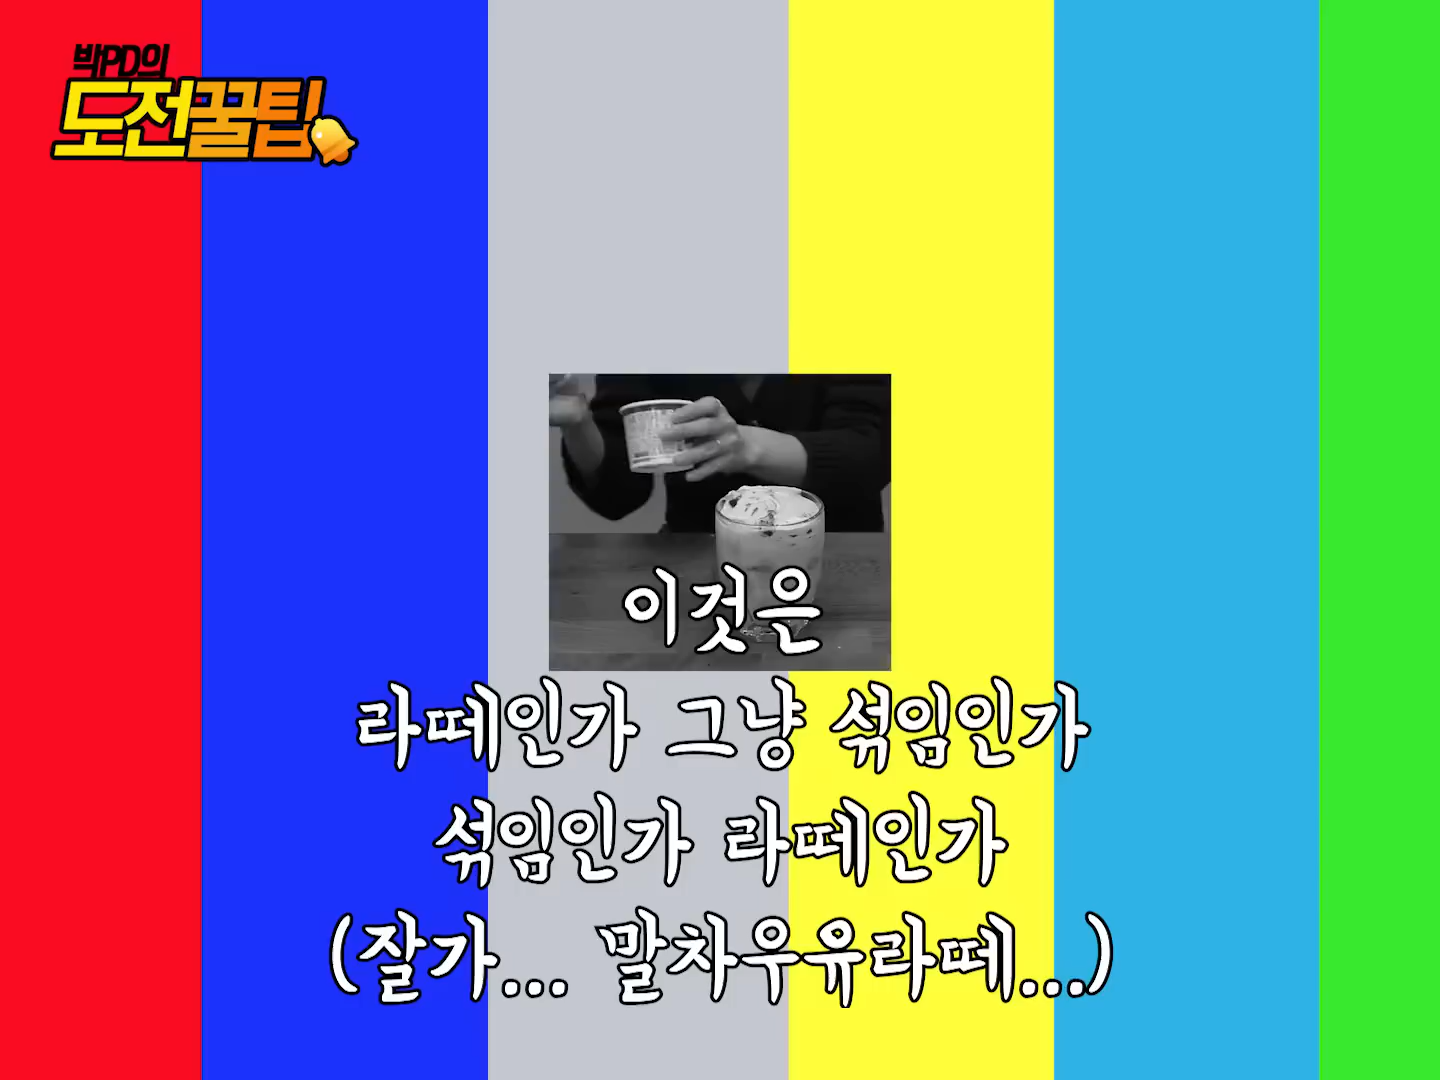 박PD의
도전꿀팁
이것은
라떼인가 그냥 섞임인가
섞임인가 라떼인가
(잘가... 말차우유라떼...)